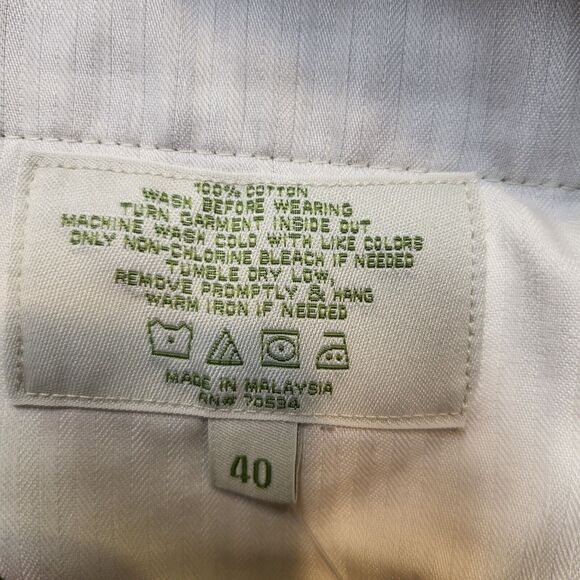 100% COTTON
WASH BEFORE WEARING
TURN GARMENT INSIDE OUT
MACHINE WASH COLD WITH LIKE COLORS
ONLY NON-CHLORINE BLEACH IF NEEDED
TUMBLE DRY LOW,
REMOVE PROMPTLY & HANG
WARM IRON IF NEEDED
MADE IN MALAYSIA
RN# 70534
40